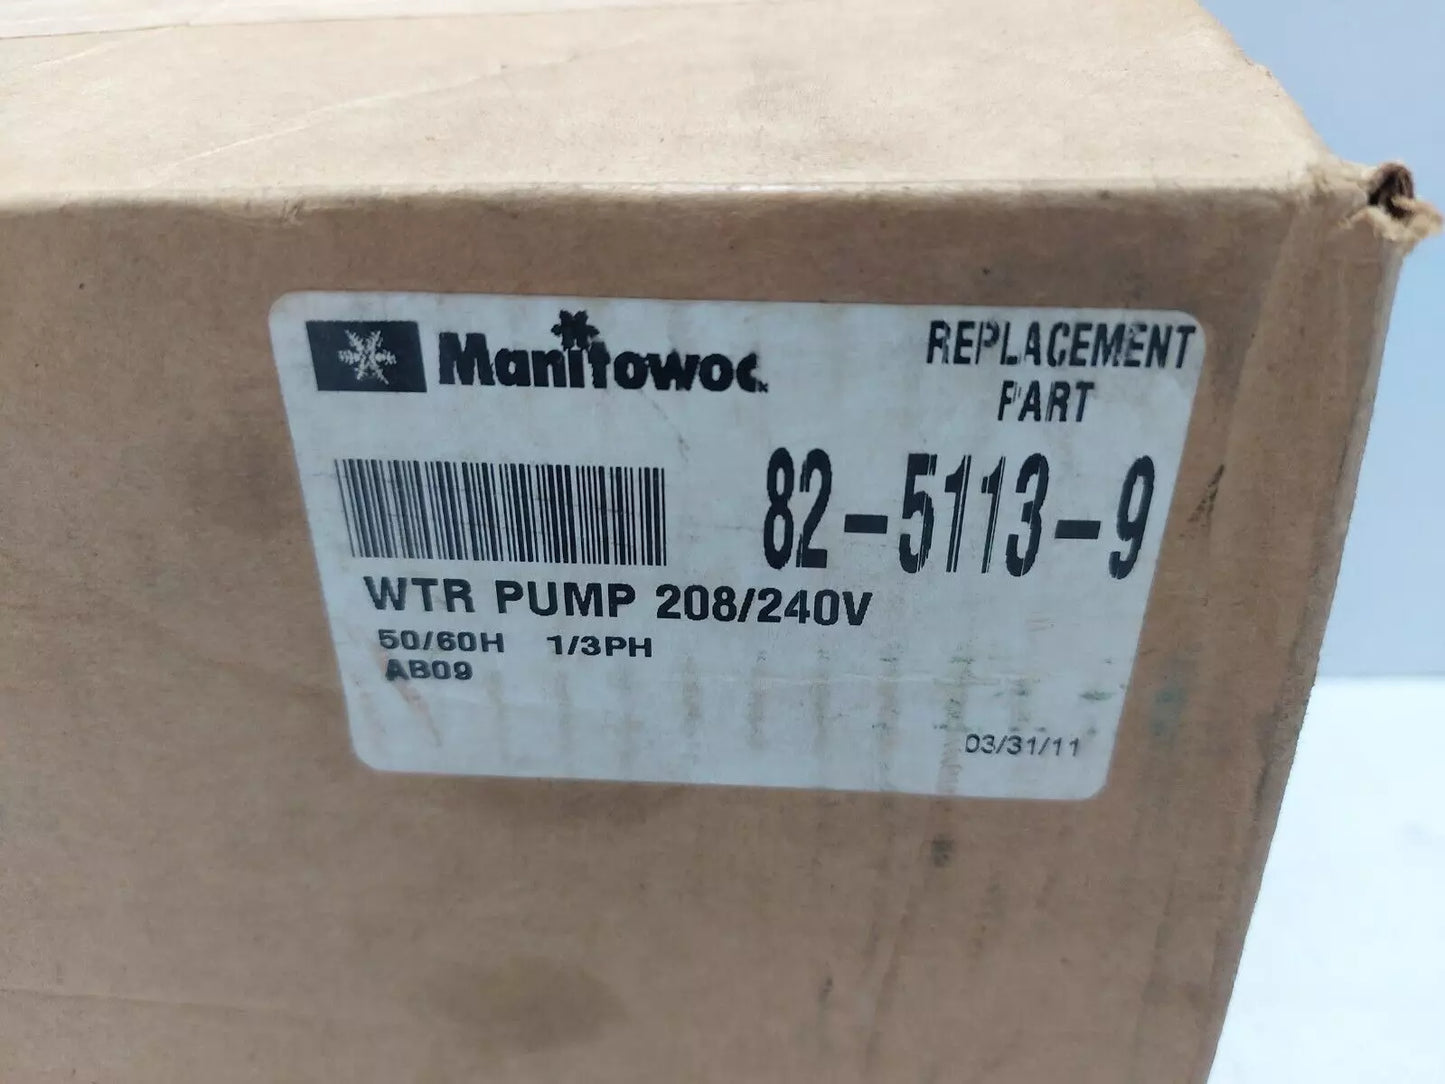 Manitowoc
REPLACEMENT
PART
82-5113-9
WTR PUMP 208/240V
50/60H 1/3PH
AB09
03/31/11